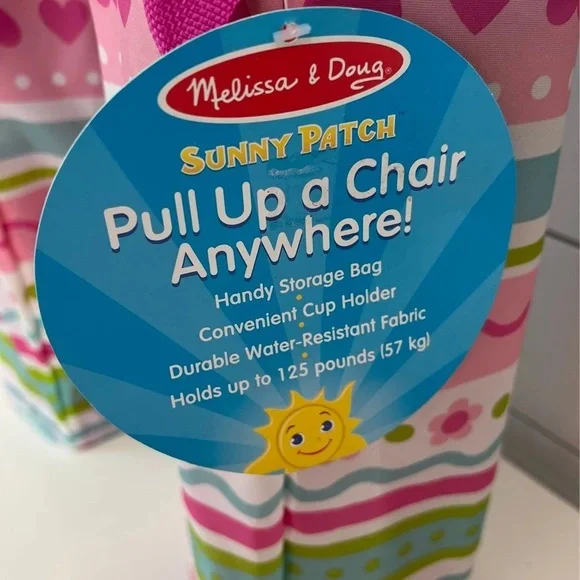 Melissa & Doug®
SUNNY PATCH
Pull Up a Chair
Anywhere!
Handy Storage Bag
Convenient Cup Holder
Durable Water-Resistant Fabric
Holds up to 125 pounds (57 kg)